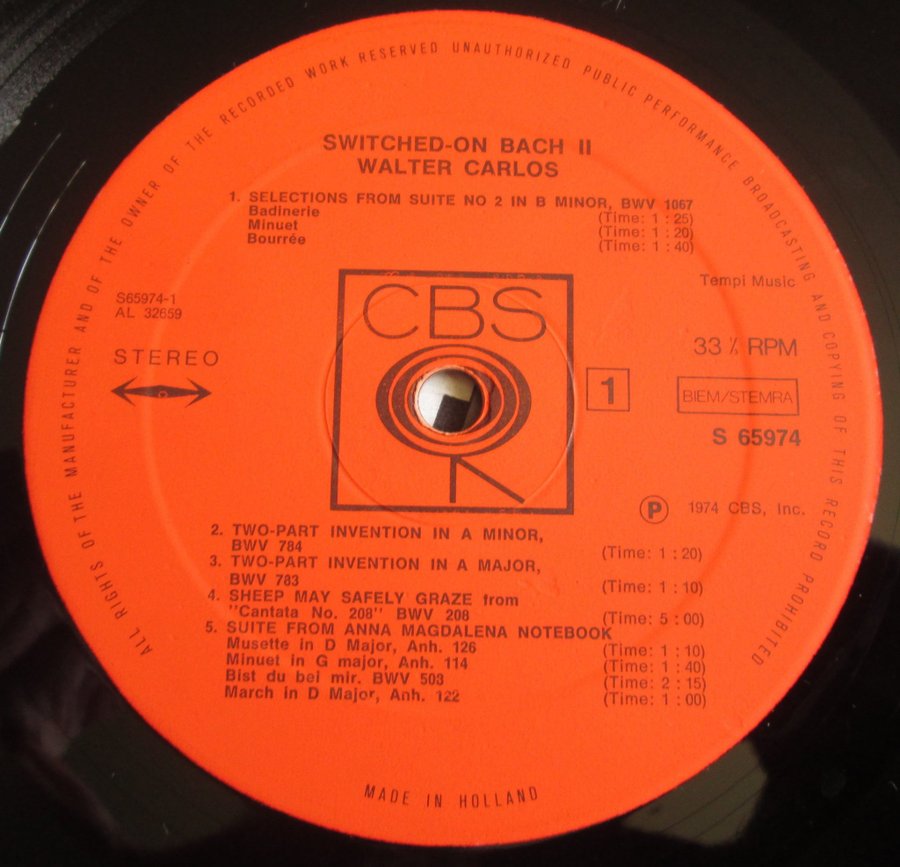 ALL RIGHTS OF THE MANUFACTURER AND OF THE OWNER OF THE RECORDED WORK RESERVED UNAUTHORIZED PUBLIC PERFORMANCE BROADCASTING AND COPYING OF THIS RECORD PROHIBITED
SWITCHED-ON BACH II
WALTER CARLOS
1. SELECTIONS FROM SUITE NO 2 IN B MINOR, BWV 1067
Badinerie (Time: 1 : 25)
Minuet (Time: 1 : 20)
Bourrée (Time: 1 : 40)
CBS
Tempi Music
S65974-1
AL 32659
STEREO
33 ⅓ RPM
1
BIEM/STEMRA
S 65974
Ⓟ 1974 CBS, Inc.
2. TWO-PART INVENTION IN A MINOR,
BWV 784 (Time: 1 : 20)
3. TWO-PART INVENTION IN A MAJOR,
BWV 783 (Time: 1 : 10)
4. SHEEP MAY SAFELY GRAZE from
"Cantata No. 208" BWV 208 (Time: 5 : 00)
5. SUITE FROM ANNA MAGDALENA NOTEBOOK
Musette in D Major, Anh. 126 (Time: 1 : 10)
Minuet in G major, Anh. 114 (Time: 1 : 40)
Bist du bei mir. BWV 503 (Time: 2 : 15)
March in D Major, Anh. 122 (Time: 1 : 00)
MADE IN HOLLAND